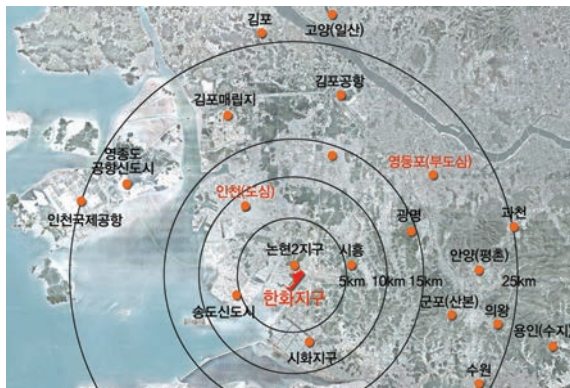 김포
고양(일산)
김포공항
김포매립지
영종도
공항신도시
영등포(부도심)
인천(도심)
인천국제공항
광명
과천
논현2지구
시흥
안양(평촌)
5km
10km
15km
25km
한화지구
송도신도시
군포(산본)
의왕
용인(수지)
시화지구
수원